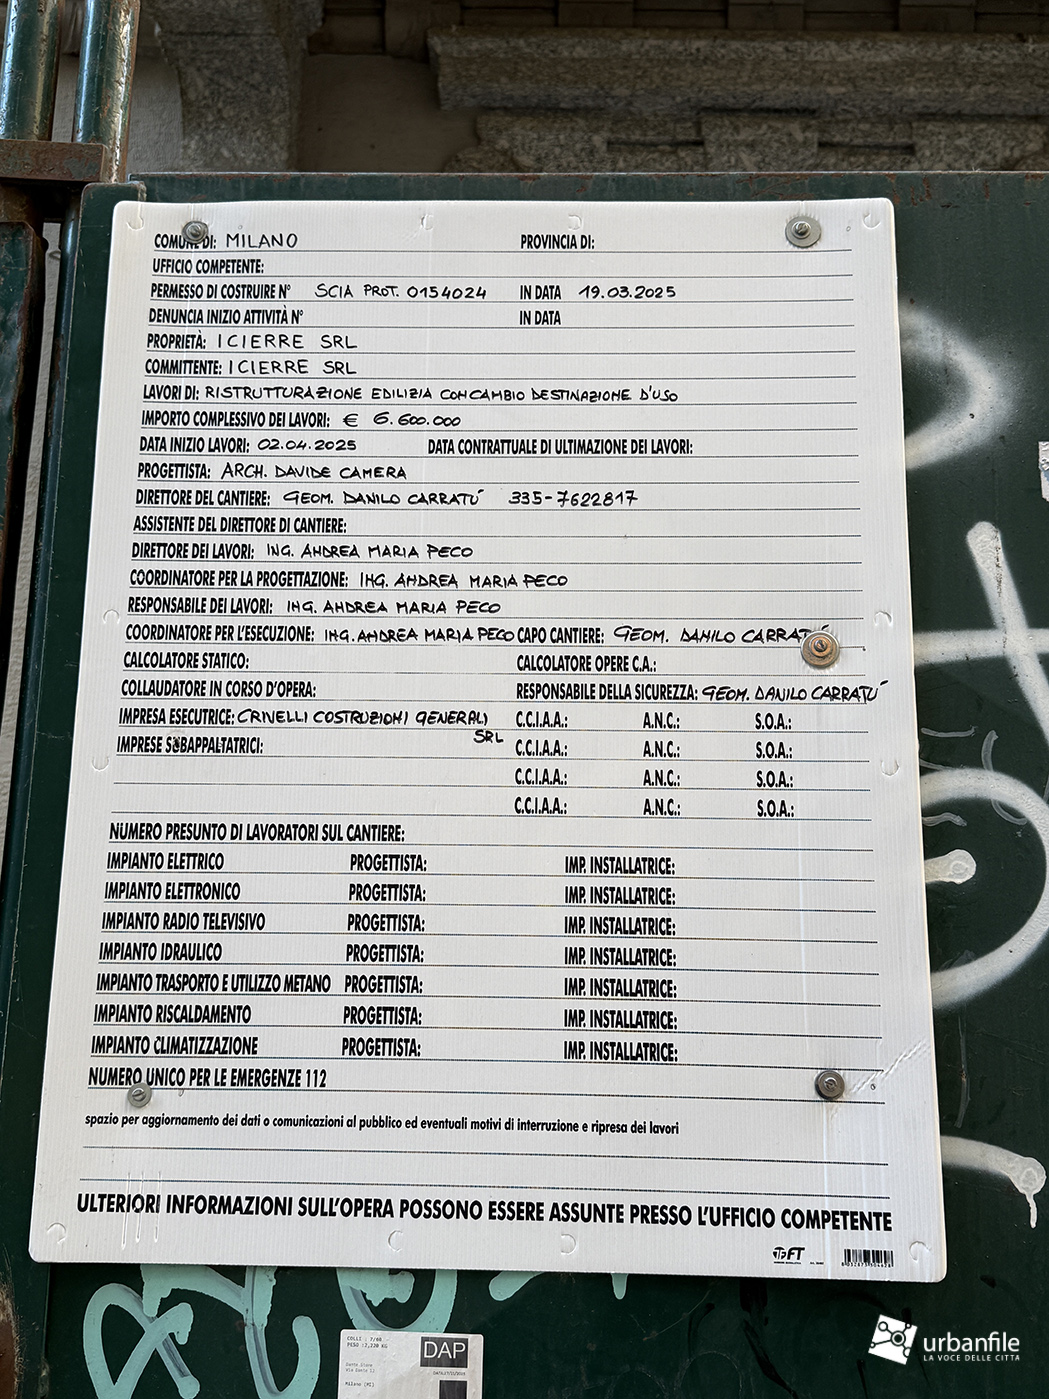 COMUNE DI: MILANO PROVINCIA DI:
UFFICIO COMPETENTE:
PERMESSO DI COSTRUIRE N° SCIA PROT. 0154024 IN DATA 19.03.2025
DENUNCIA INIZIO ATTIVITÀ N° IN DATA
PROPRIETÀ: ICIERRE SRL
COMMITTENTE: ICIERRE SRL
LAVORI DI: RISTRUTTURAZIONE EDILIZIA CON CAMBIO DESTINAZIONE D'USO
IMPORTO COMPLESSIVO DEI LAVORI: € 6.600.000
DATA INIZIO LAVORI: 02.04.2025 DATA CONTRATTUALE DI ULTIMAZIONE DEI LAVORI:
PROGETTISTA: ARCH. DAVIDE CAMERA
DIRETTORE DEL CANTIERE: GEOM. DANILO CARRATÙ 335-7622817
ASSISTENTE DEL DIRETTORE DI CANTIERE:
DIRETTORE DEI LAVORI: ING. ANDREA MARIA PECO
COORDINATORE PER LA PROGETTAZIONE: ING. ANDREA MARIA PECO
RESPONSABILE DEI LAVORI: ING. ANDREA MARIA PECO
COORDINATORE PER L'ESECUZIONE: ING. ANDREA MARIA PECO CAPO CANTIERE: GEOM. DANILO CARRATÙ
CALCOLATORE STATICO: CALCOLATORE OPERE C.A.:
COLLAUDATORE IN CORSO D'OPERA: RESPONSABILE DELLA SICUREZZA: GEOM. DANILO CARRATÙ
IMPRESA ESECUTRICE: CRIVELLI COSTRUZIONI GENERALI SRL C.C.I.A.A.: A.N.C.: S.O.A.:
IMPRESE SUBAPPALTATRICI: C.C.I.A.A.: A.N.C.: S.O.A.:
C.C.I.A.A.: A.N.C.: S.O.A.:
C.C.I.A.A.: A.N.C.: S.O.A.:
NUMERO PRESUNTO DI LAVORATORI SUL CANTIERE:
IMPIANTO ELETTRICO PROGETTISTA: IMP. INSTALLATRICE:
IMPIANTO ELETTRONICO PROGETTISTA: IMP. INSTALLATRICE:
IMPIANTO RADIO TELEVISIVO PROGETTISTA: IMP. INSTALLATRICE:
IMPIANTO IDRAULICO PROGETTISTA: IMP. INSTALLATRICE:
IMPIANTO TRASPORTO E UTILIZZO METANO PROGETTISTA: IMP. INSTALLATRICE:
IMPIANTO RISCALDAMENTO PROGETTISTA: IMP. INSTALLATRICE:
IMPIANTO CLIMATIZZAZIONE PROGETTISTA: IMP. INSTALLATRICE:
NUMERO UNICO PER LE EMERGENZE 112
spazio per aggiornamento dei dati o comunicazioni al pubblico ed eventuali motivi di interruzione e ripresa dei lavori
ULTERIORI INFORMAZIONI SULL'OPERA POSSONO ESSERE ASSUNTE PRESSO L'UFFICIO COMPETENTE
FT
DAP
Milano (MI)
urbanfile
LA VOCE DELLE CITTÀ